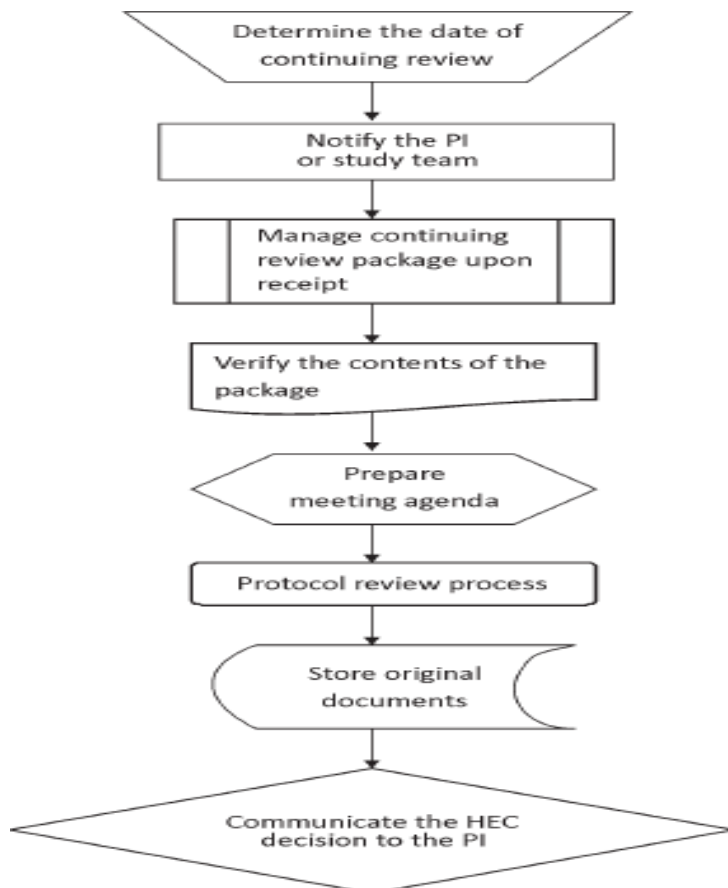 Determine the date of
continuing review
Notify the PI
or study team
Manage continuing
review package upon
receipt
Verify the contents of the
package
Prepare
meeting agenda
Protocol review process
Store original
documents
Communicate the HEC
decision to the PI